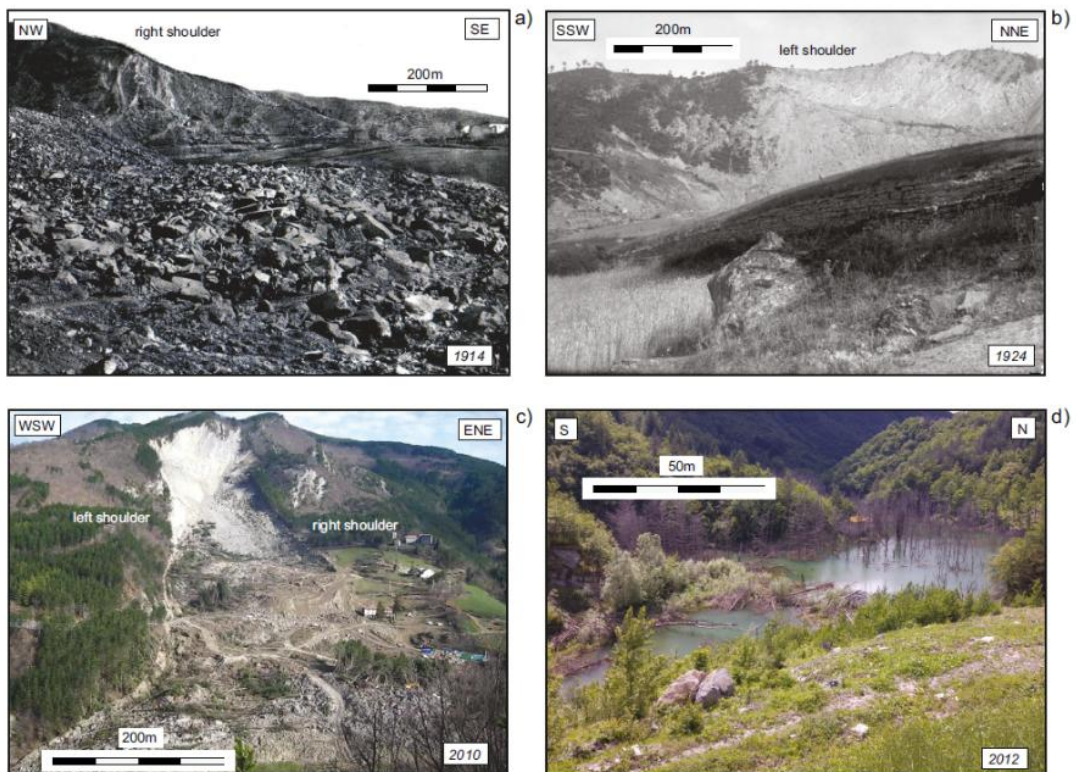 NW
right shoulder
SE
a)
200m
1914
SSW
200m
left shoulder
NNE
b)
1924
WSW
ENE
c)
left shoulder
right shoulder
200m
2010
S
N
d)
50m
2012